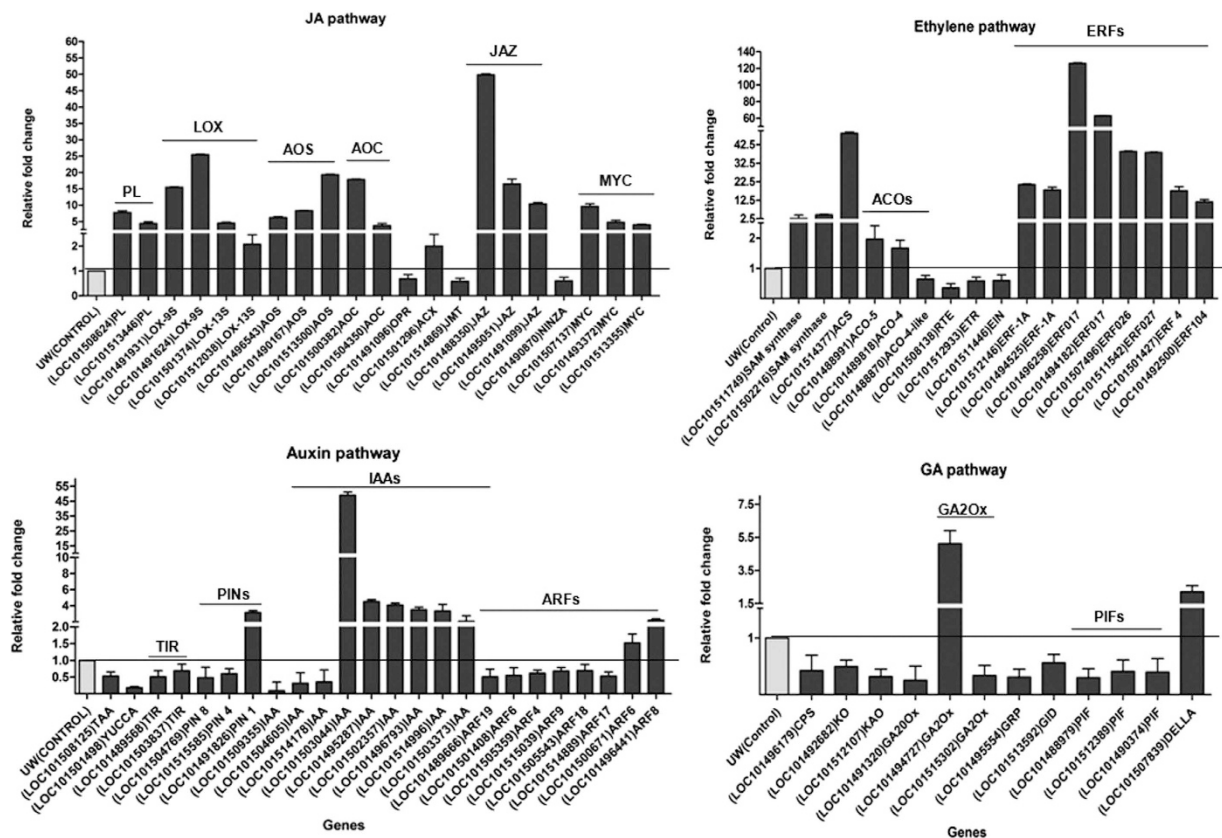 JA pathway
Relative fold change
60
55
50
45
40
35
30
25
20
15
10
5
2
1
0
PL
LOX
AOS
AOC
JAZ
MYC
UW(CONTROL)
(LOC101508624)PL
(LOC101513446)PL
(LOC101491931)LOX-9S
(LOC101491624)LOX-9S
(LOC101501374)LOX-13S
(LOC101512038)LOX-13S
(LOC101496543)AOS
(LOC101490167)AOS
(LOC101513500)AOS
(LOC101500382)AOC
(LOC101504350)AOC
(LOC101491096)OPR
(LOC101501296)ACX
(LOC101514869)JMT
(LOC101498350)JAZ
(LOC101495051)JAZ
(LOC101491099)JAZ
(LOC101490870)NINZA
(LOC101507137)MYC
(LOC101493372)MYC
(LOC101513355)MYC
Ethylene pathway
Relative fold change
140
120
100
80
60
42.5
22.5
2.5
2
1
ACOs
ERFs
UW(Control)
(LOC101511749)SAM synthase
(LOC101502216)SAM synthase
(LOC101514377)ACS
(LOC101488991)ACO-5
(LOC101489818)ACO-4
(LOC101488870)ACO-4-like
(LOC101508138)RTE
(LOC101512933)ETR
(LOC101511446)EIN
(LOC101512146)ERF-1A
(LOC101494525)ERF-1A
(LOC101496258)ERF017
(LOC101494182)ERF017
(LOC101507496)ERF026
(LOC101511542)ERF027
(LOC101501427)ERF 4
(LOC101492500)ERF104
Auxin pathway
Relative fold change
55
45
35
25
15
10
8
6
4
2.0
1.5
1.0
0.5
TIR
PINs
IAAs
ARFs
UW(CONTROL)
(LOC101508125)TAA
(LOC101501498)YUCCA
(LOC101489569)TIR
(LOC101503837)TIR
(LOC101504769)PIN 8
(LOC101511585)PIN 4
(LOC101491826)PIN 1
(LOC101509355)IAA
(LOC101504605)IAA
(LOC101514178)IAA
(LOC101503044)IAA
(LOC101495287)IAA
(LOC101502357)IAA
(LOC101496793)IAA
(LOC101514996)IAA
(LOC101503373)IAA
(LOC101489666)ARF19
(LOC101501408)ARF6
(LOC101505359)ARF4
(LOC101505319)ARF9
(LOC101505543)ARF18
(LOC101514889)ARF17
(LOC101500671)ARF6
(LOC101496441)ARF8
Genes
GA pathway
Relative fold change
7.5
5.5
3.5
1.5
1
GA2Ox
PIFs
UW(Control)
(LOC101496179)CPS
(LOC101492682)KO
(LOC101512107)KAO
(LOC101491320)GA20Ox
(LOC101494727)GA2Ox
(LOC101515302)GA2Ox
(LOC101495554)GRP
(LOC101513592)GID
(LOC101488979)PIF
(LOC101512389)PIF
(LOC101490374)PIF
(LOC101507839)DELLA
Genes